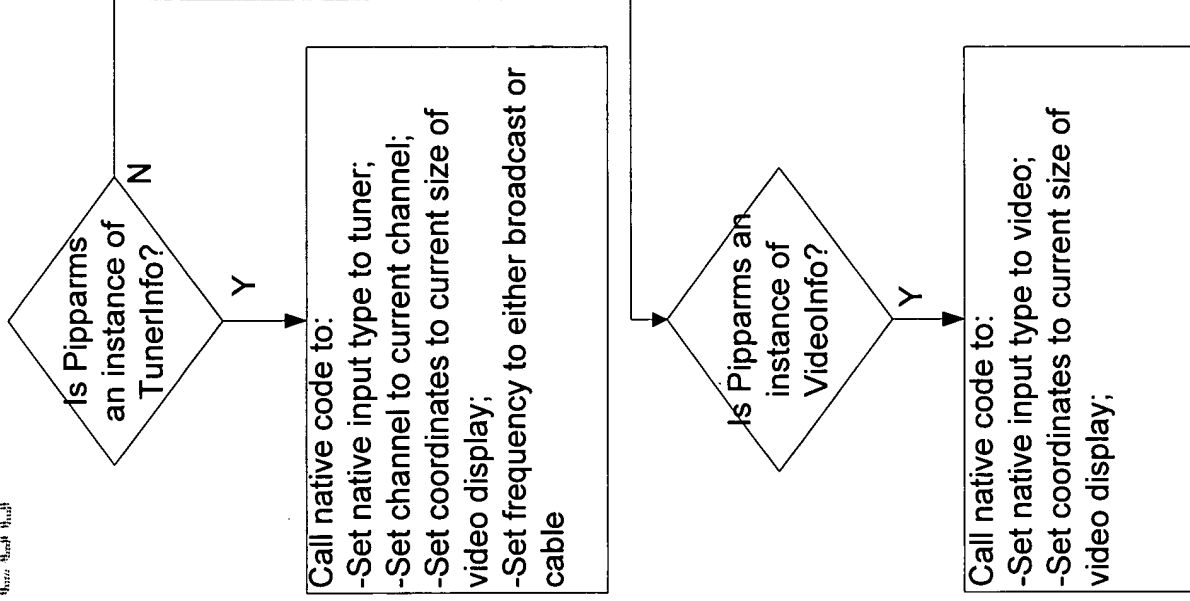 Is Pipparms
an instance of
TunerInfo?
N
Y
Call native code to:
-Set native input type to tuner;
-Set channel to current channel;
-Set coordinates to current size of
video display;
-Set frequency to either broadcast or
cable
Is Pipparms an
instance of
VideoInfo?
Y
Call native code to:
-Set native input type to video;
-Set coordinates to current size of
video display;